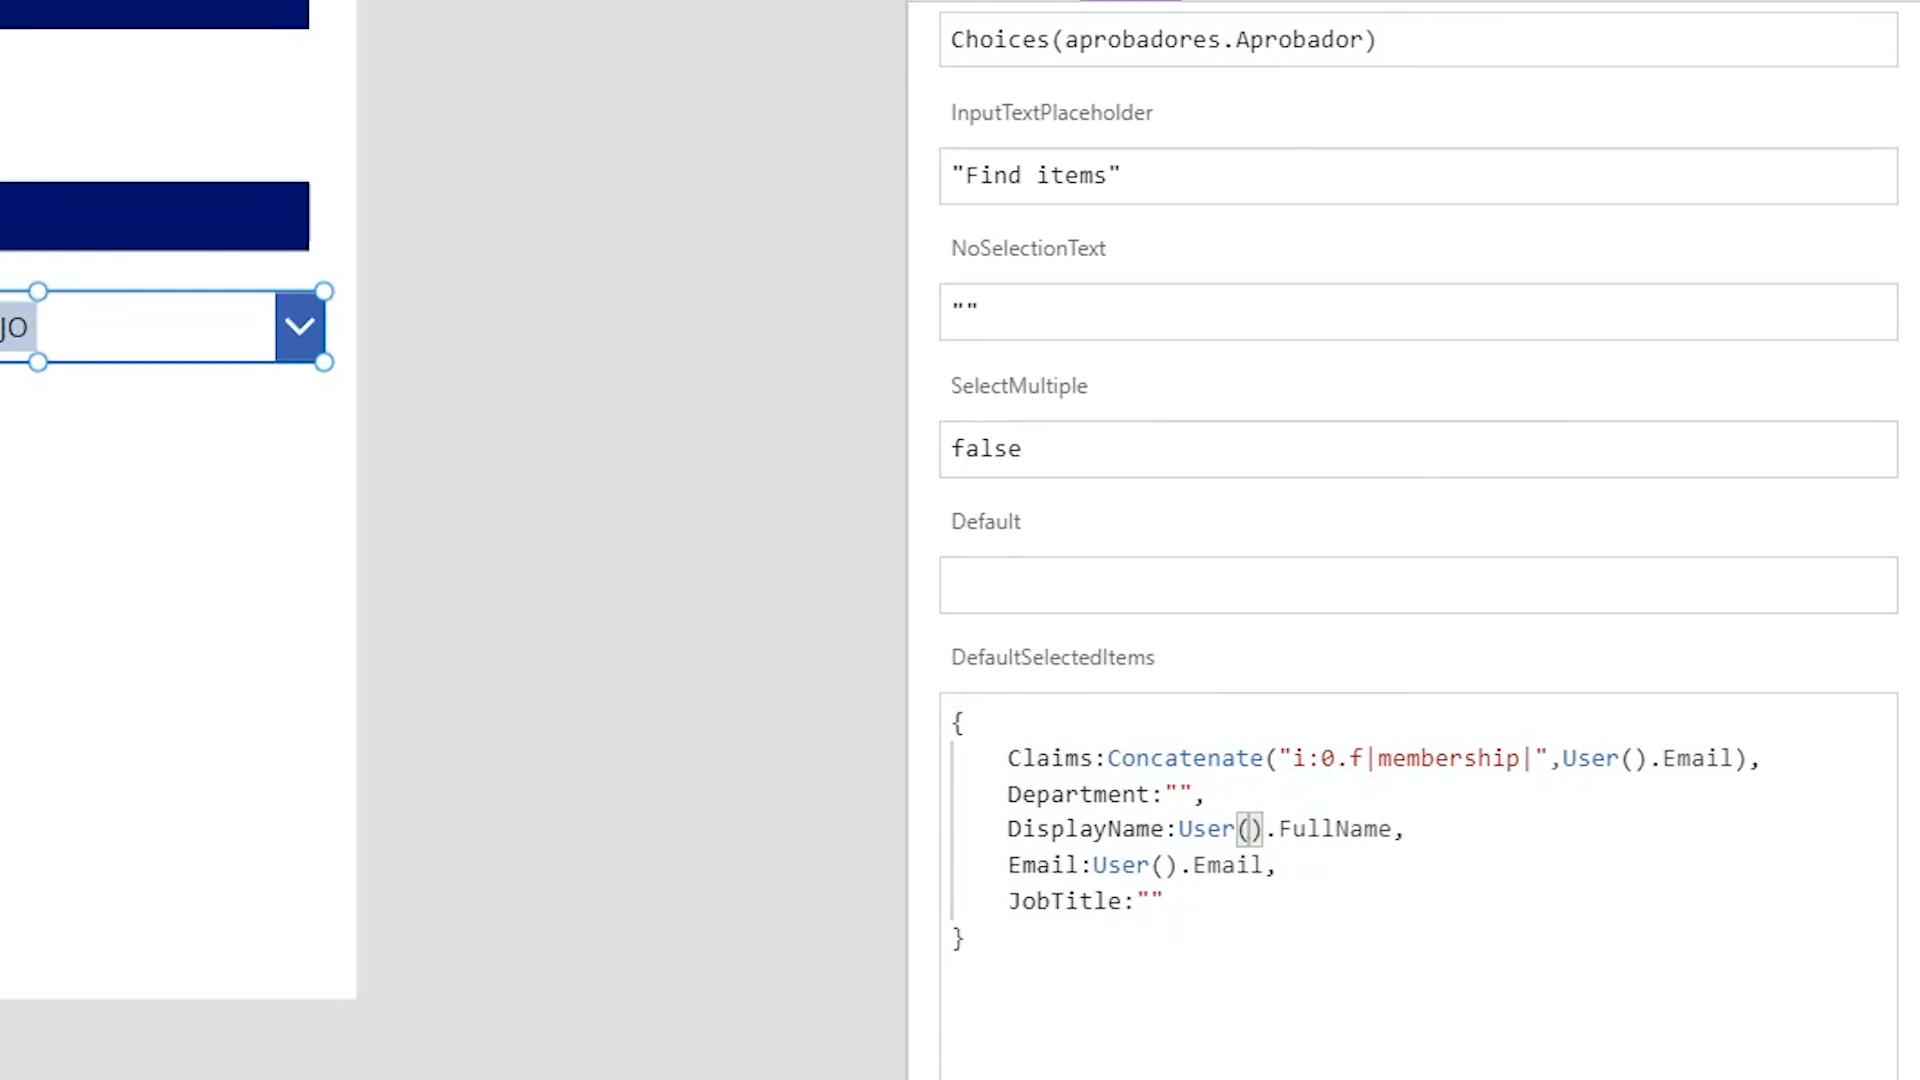 Choices(aprobadores.Aprobador)
InputTextPlaceholder
"Find items"
NoSelectionText
""
JO
SelectMultiple
false
Default
DefaultSelectedItems
{
Claims:Concatenate("i:0.f|membership|",User().Email),
Department:"",
DisplayName:User().FullName,
Email:User().Email,
JobTitle:""
}